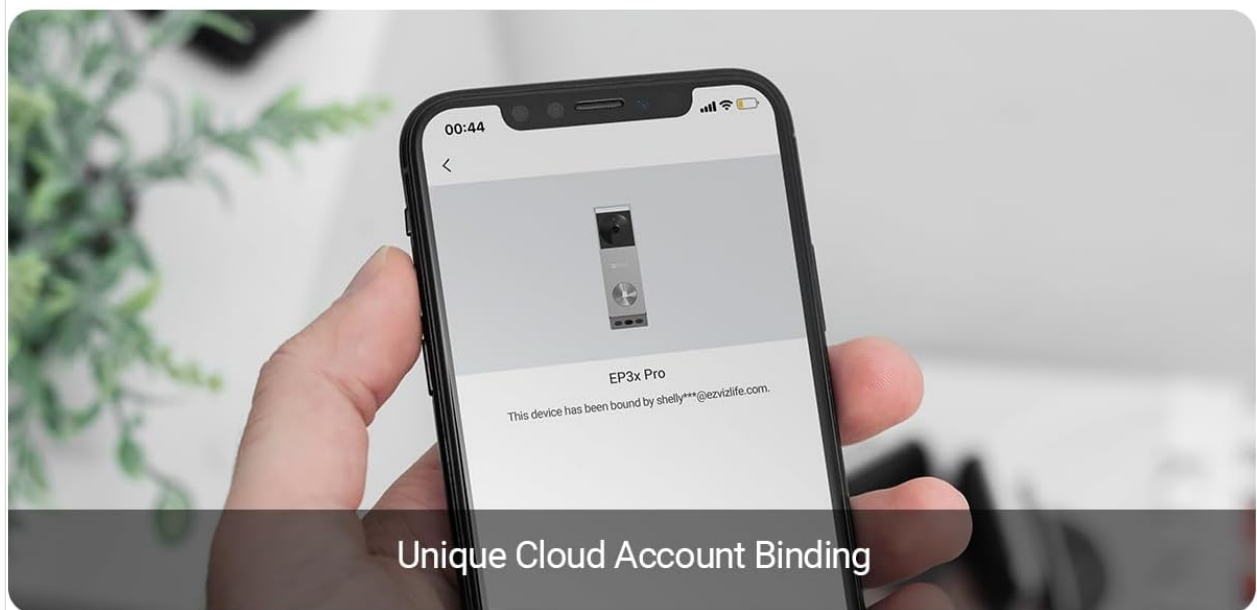 00:44
EP3x Pro
This device has been bound by shelly***@ezvizlife.com.
Unique Cloud Account Binding